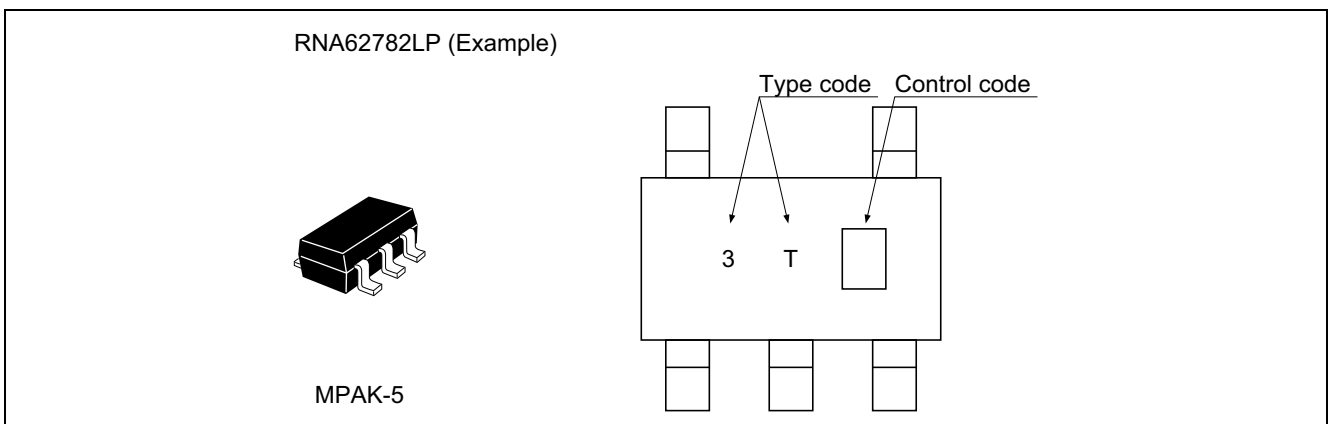 RNA62782LP (Example)
Type code Control code
3 T
MPAK-5